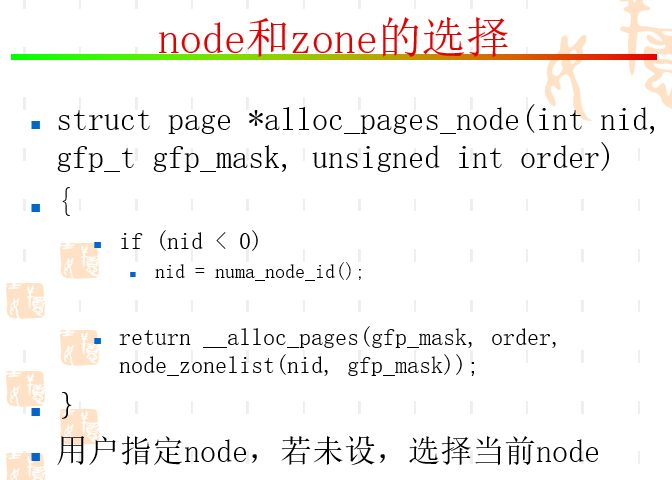 node和zone的选择
struct page *alloc_pages_node(int nid,
gfp_t gfp_mask, unsigned int order)
{
if (nid < 0)
nid = numa_node_id();
return __alloc_pages(gfp_mask, order,
node_zonelist(nid, gfp_mask));
}
用户指定node，若未设，选择当前node